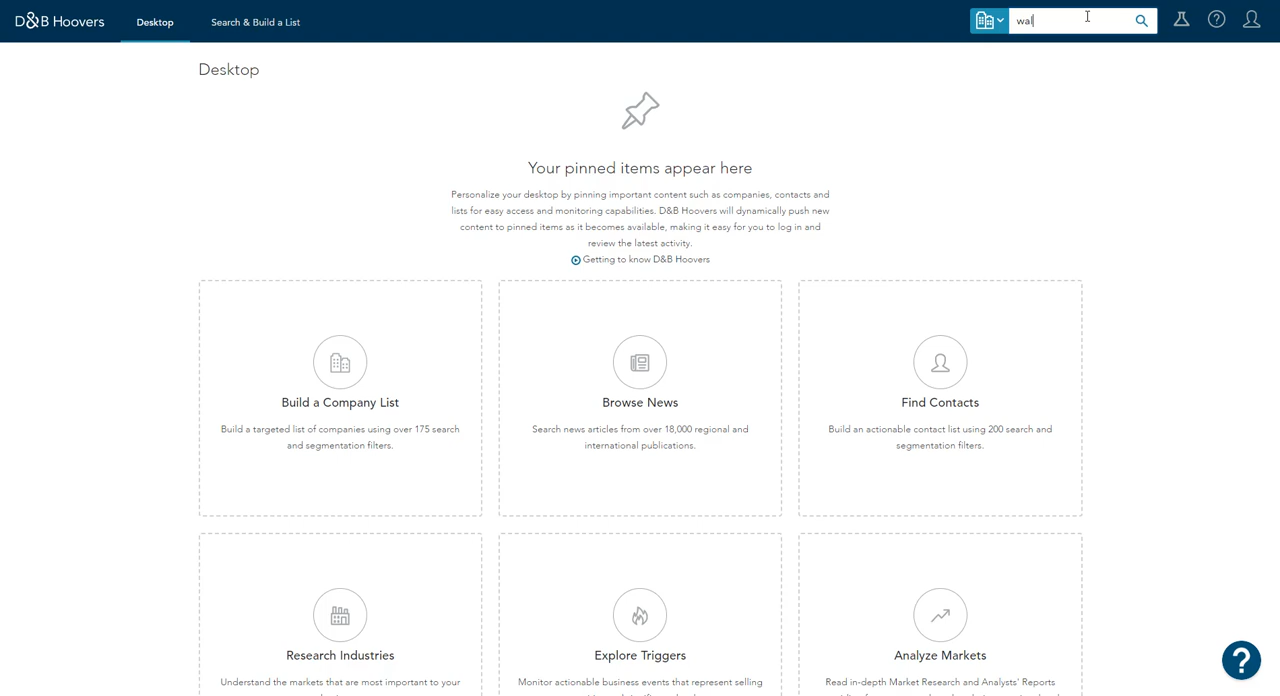 D&B Hoovers
Desktop
Search & Build a List
wal
Desktop
Your pinned items appear here
Personalize your desktop by pinning important content such as companies, contacts and
lists for easy access and monitoring capabilities. D&B Hoovers will dynamically push new
content to pinned items as it becomes available, making it easy for you to log in and
review the latest activity.
Getting to know D&B Hoovers
Build a Company List
Build a targeted list of companies using over 175 search
and segmentation filters.
Browse News
Search news articles from over 18,000 regional and
international publications.
Find Contacts
Build an actionable contact list using 200 search and
segmentation filters.
Research Industries
Understand the markets that are most important to your
Explore Triggers
Monitor actionable business events that represent selling
Analyze Markets
Read in-depth Market Research and Analysts' Reports